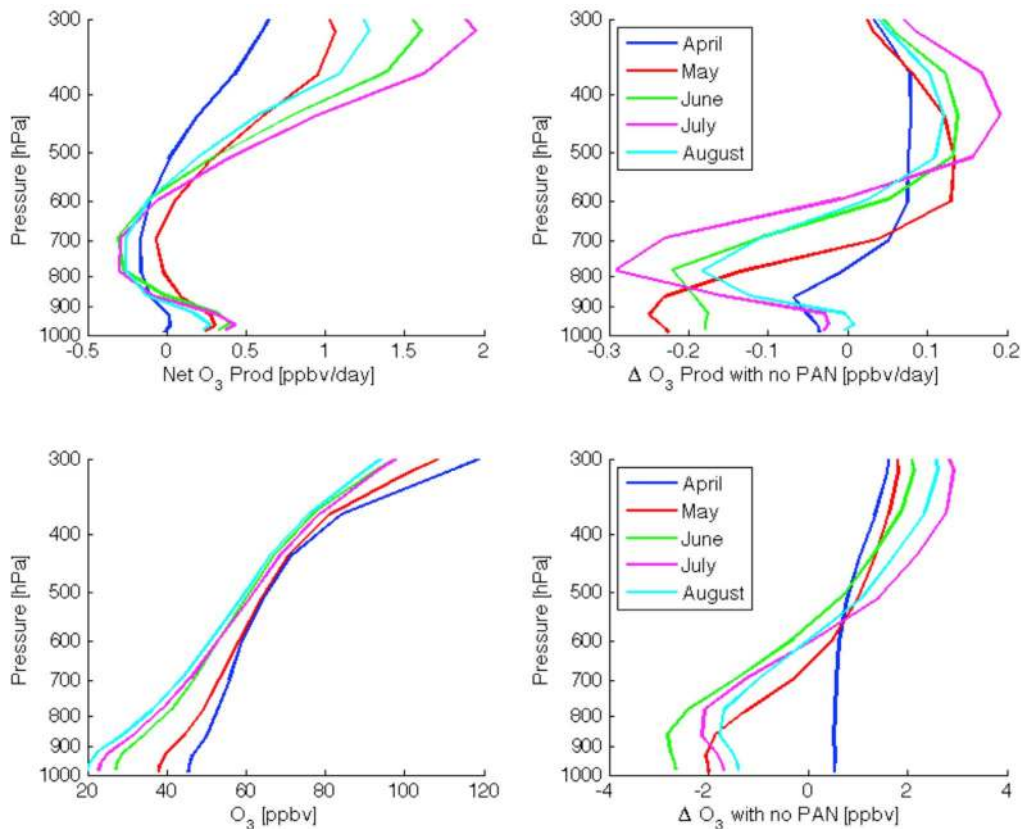 300
400
500
600
700
800
900
1000
Pressure [hPa]
-0.5 0 0.5 1 1.5 2
Net O3 Prod [ppbv/day]
300
400
500
600
700
800
900
1000
Pressure [hPa]
April
May
June
July
August
-0.3 -0.2 -0.1 0 0.1 0.2
Δ O3 Prod with no PAN [ppbv/day]
300
400
500
600
700
800
900
1000
Pressure [hPa]
20 40 60 80 100 120
O3 [ppbv]
300
400
500
600
700
800
900
1000
Pressure [hPa]
April
May
June
July
August
-4 -2 0 2 4
Δ O3 with no PAN [ppbv]